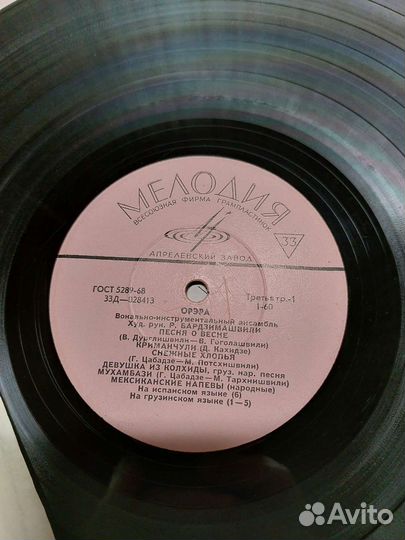 МЕЛОДИЯ
ВСЕСОЮЗНАЯ ФИРМА ГРАМПЛАСТИНОК
33
АПРЕЛЕВСКИЙ ЗАВОД
ГОСТ 5289-68
33Д—028413
Третья гр.-1
1-60
ОРЭРА
Вокально-инструментальный ансамбль
Худ. рук. Р. БАРДЗИМАШВИЛИ
ПЕСНЯ О ВЕСНЕ
(В. Дурглишвили—В. Гоголашвили)
КРИМАНЧУЛИ (Д. Кахидзе)
СНЕЖНЫЕ ХЛОПЬЯ
(Г. Цабадзе—М. Потсхишвили)
ДЕВУШКА ИЗ КОЛХИДЫ, груз. нар. песня
МУХАМБАЗИ (Г. Цабадзе—М. Тархнишвили)
МЕКСИКАНСКИЕ НАПЕВЫ (народные)
На испанском языке (6)
На грузинском языке (1—5)
Avito